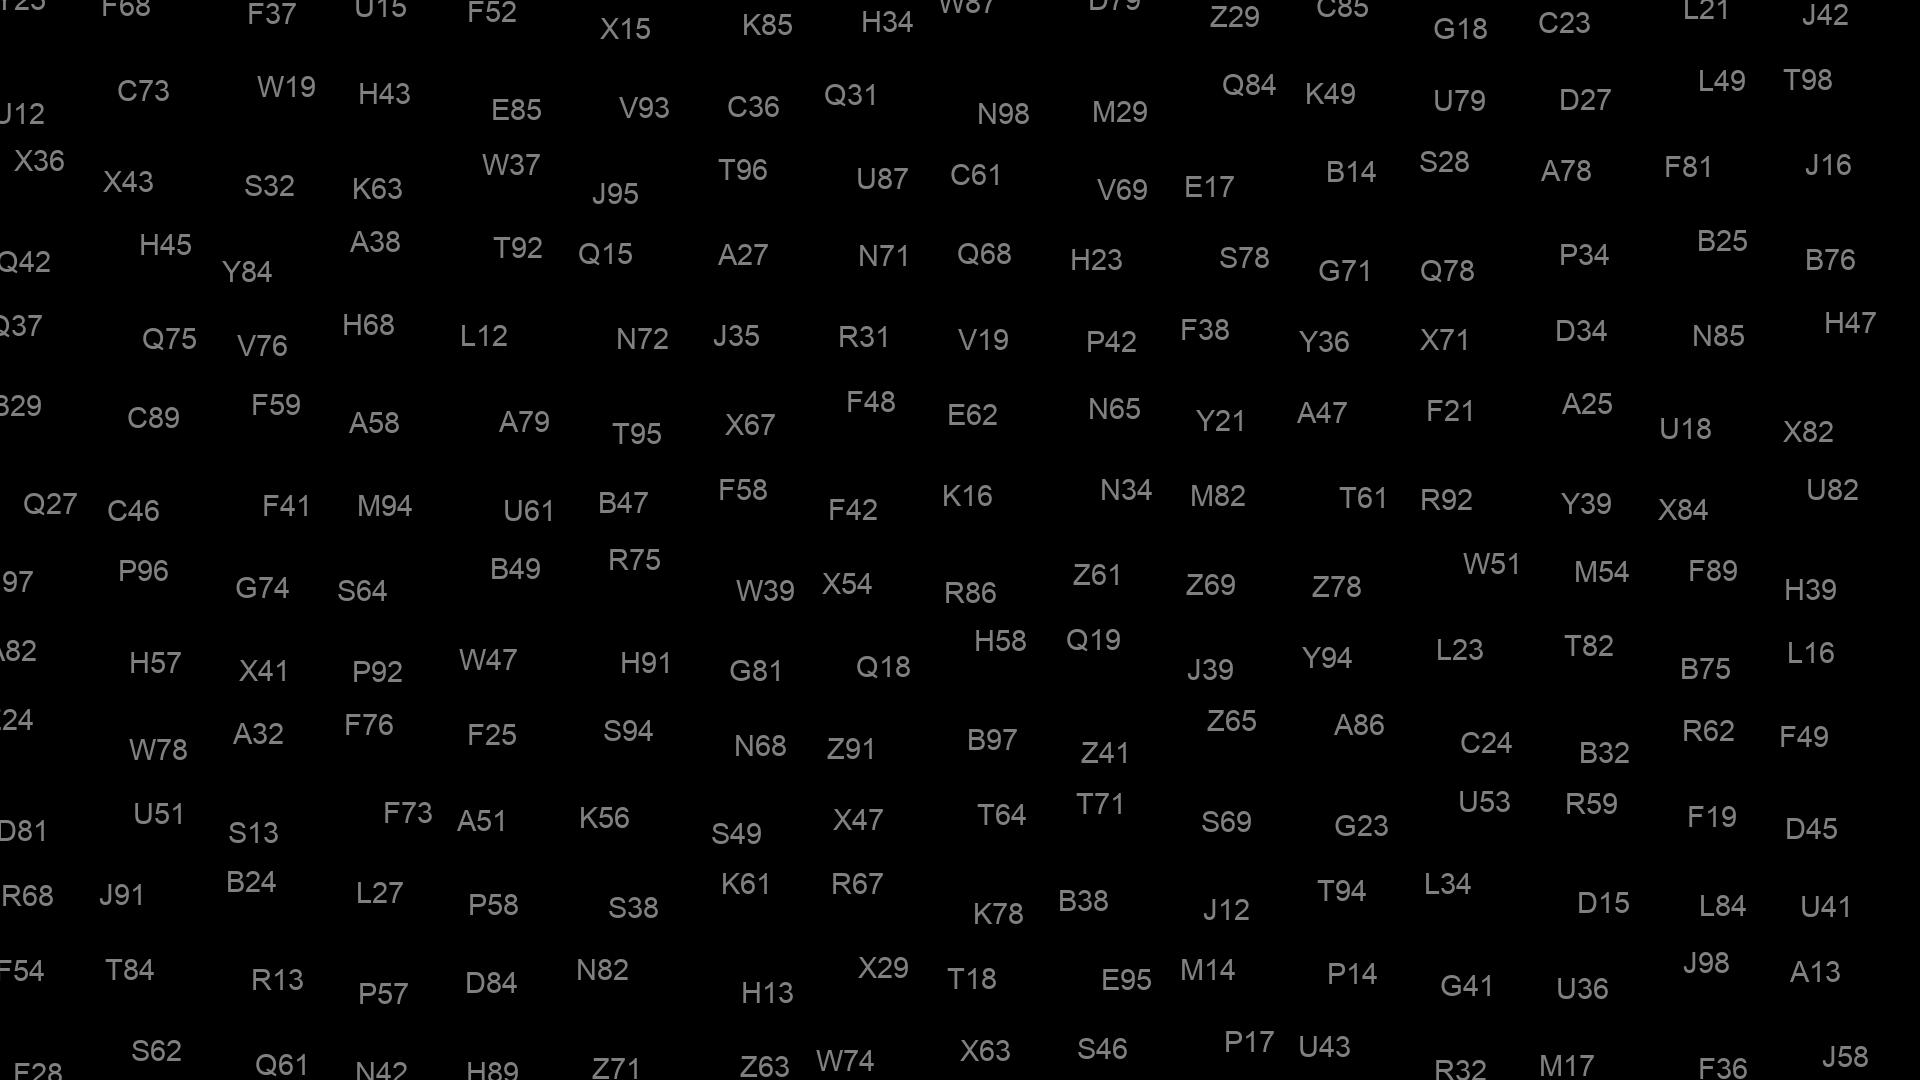 F68 F37 U15 F52 X15 K85 H34 W87 D79 Z29 C85 G18 C23 L21 J42
U12 C73 W19 H43 E85 V93 C36 Q31 N98 M29 Q84 K49 U79 D27 L49 T98
X36 X43 S32 K63 W37 J95 T96 U87 C61 V69 E17 B14 S28 A78 F81 J16
Q42 H45 Y84 A38 T92 Q15 A27 N71 Q68 H23 S78 G71 Q78 P34 B25 B76
Q37 Q75 V76 H68 L12 N72 J35 R31 V19 P42 F38 Y36 X71 D34 N85 H47
B29 C89 F59 A58 A79 T95 X67 F48 E62 N65 Y21 A47 F21 A25 U18 X82
Q27 C46 F41 M94 U61 B47 F58 F42 K16 N34 M82 T61 R92 Y39 X84 U82
97 P96 G74 S64 B49 R75 W39 X54 R86 Z61 Z69 Z78 W51 M54 F89 H39
A82 H57 X41 P92 W47 H91 G81 Q18 H58 Q19 J39 Y94 L23 T82 B75 L16
24 W78 A32 F76 F25 S94 N68 Z91 B97 Z41 Z65 A86 C24 B32 R62 F49
D81 U51 S13 F73 A51 K56 S49 X47 T64 T71 S69 G23 U53 R59 F19 D45
R68 J91 B24 L27 P58 S38 K61 R67 K78 B38 J12 T94 L34 D15 L84 U41
F54 T84 R13 P57 D84 N82 H13 X29 T18 E95 M14 P14 G41 U36 J98 A13
S62 Q61 N42 H89 Z71 Z63 W74 X63 S46 P17 U43 R32 M17 F36 J58